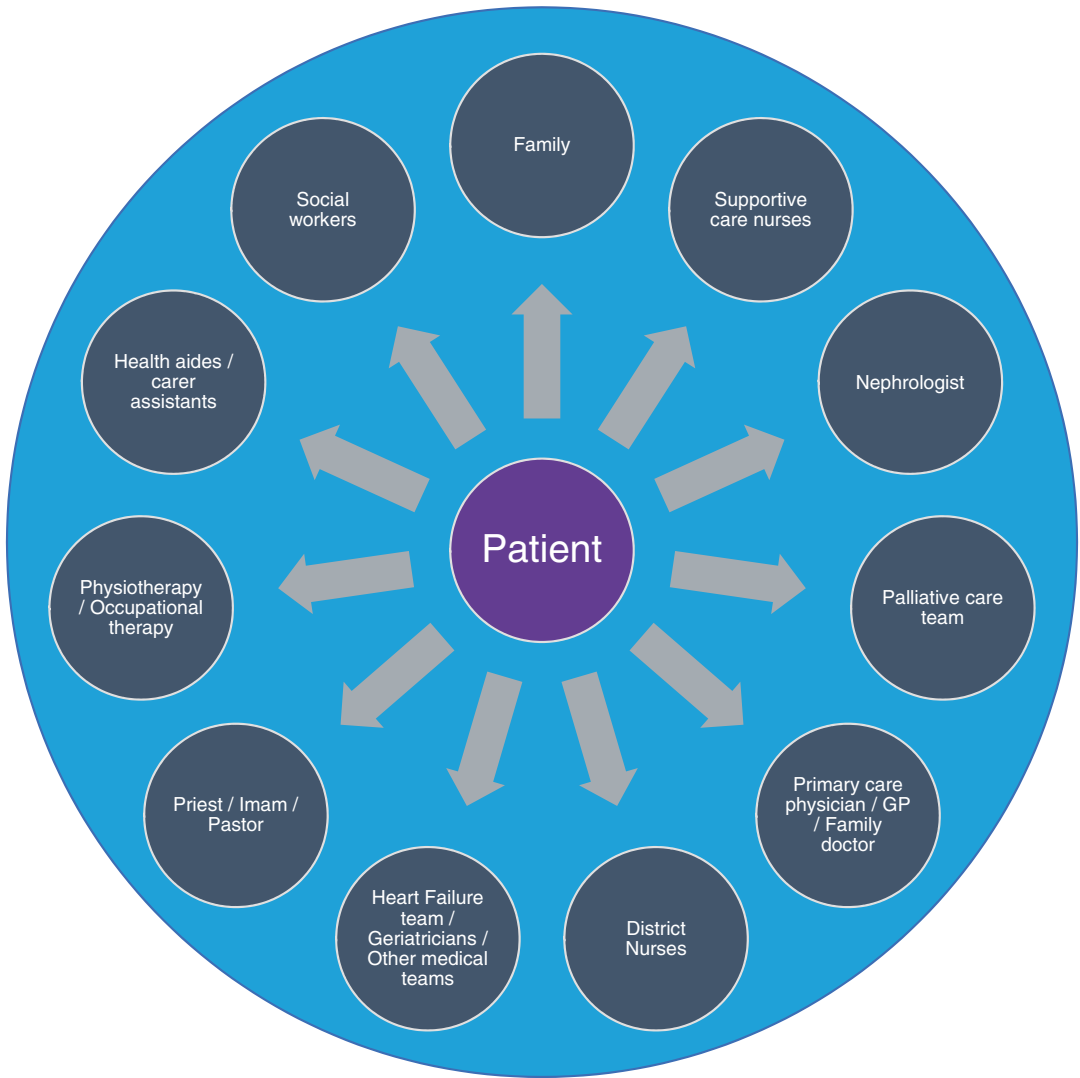 Family
Supportive
care nurses
Nephrologist
Palliative care
team
Primary care
physician / GP
/ Family
doctor
District
Nurses
Heart Failure
team /
Geriatricians /
Other medical
teams
Priest / Imam /
Pastor
Physiotherapy
/ Occupational
therapy
Health aides /
carer
assistants
Social
workers
Patient